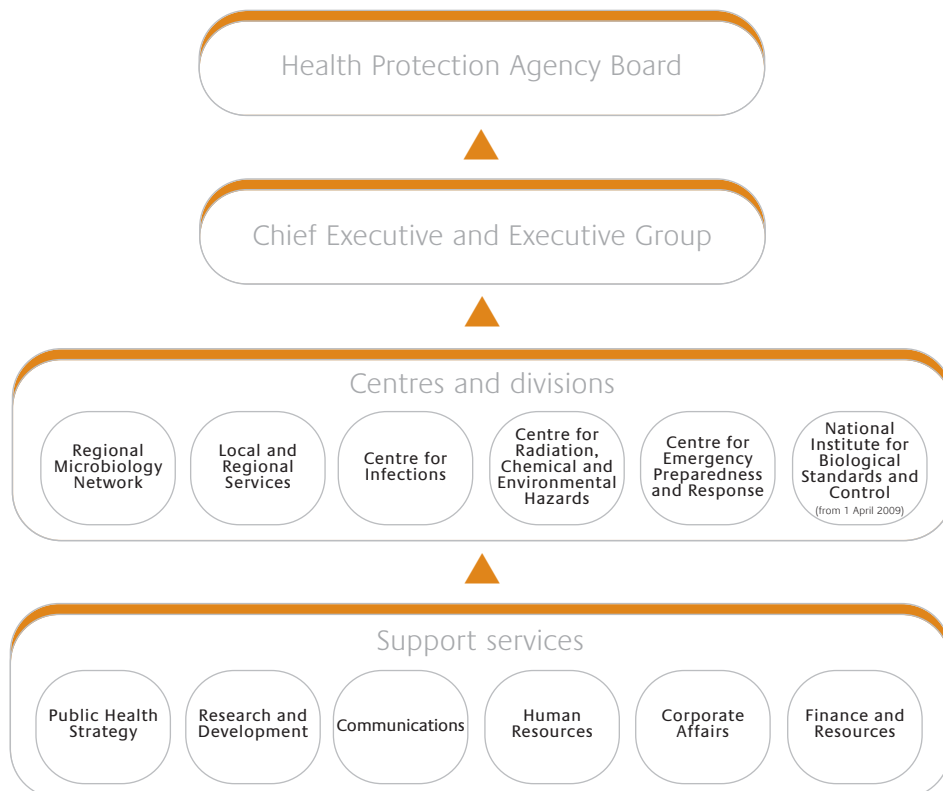 Health Protection Agency Board
Chief Executive and Executive Group
Centres and divisions
Regional
Microbiology
Network
Local and
Regional
Services
Centre for
Infections
Centre for
Radiation,
Chemical and
Environmental
Hazards
Centre for
Emergency
Preparedness
and Response
National
Institute for
Biological
Standards and
Control
(from 1 April 2009)
Support services
Public Health
Strategy
Research and
Development
Communications
Human
Resources
Corporate
Affairs
Finance and
Resources